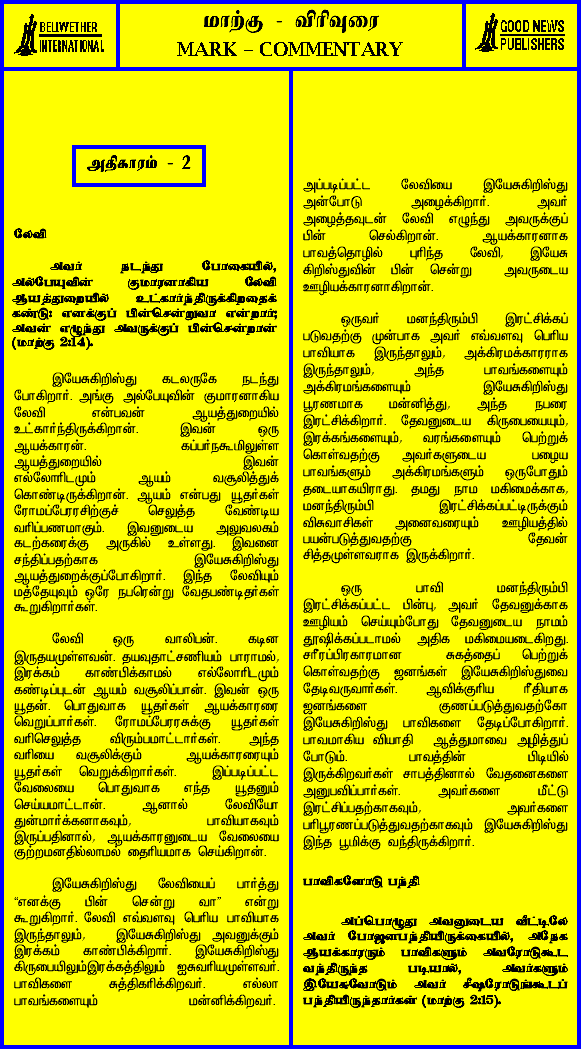 BELLWETHER
INTERNATIONAL
மாற்கு - விரிவுரை
MARK – COMMENTARY
GOOD NEWS
PUBLISHERS
அதிகாரம் - 2
லேவி
அவர் நடந்து போகையில்,
அல்பேயுவின் குமாரனாகிய லேவி
ஆயத்துறையில் உட்கார்ந்திருக்கிறதைக்
கண்டு: எனக்குப் பின்சென்றுவா என்றார்;
அவன் எழுந்து அவருக்குப் பின்சென்றான்
(மாற்கு 2:14).
இயேசுகிறிஸ்து கடலருகே நடந்து
போகிறார். அங்கு அல்பேயுவின் குமாரனாகிய
லேவி என்பவன் ஆயத்துறையில்
உட்கார்ந்திருக்கிறான். இவன் ஒரு
ஆயக்காரன். கப்பர்நகூமிலுள்ள
ஆயத்துறையில் இவன்
எல்லோரிடமும் ஆயம் வசூலித்துக்
கொண்டிருக்கிறான். ஆயம் என்பது யூதர்கள்
ரோமப்பேரரசிற்குச் செலுத்த வேண்டிய
வரிப்பணமாகும். இவனுடைய அலுவலகம்
கடற்கரைக்கு அருகில் உள்ளது. இவனை
சந்திப்பதற்காக இயேசுகிறிஸ்து
ஆயத்துறைக்குப்போகிறார். இந்த லேவியும்
மத்தேயுவும் ஒரே நபரென்று வேதபண்டிதர்கள்
கூறுகிறார்கள்.
லேவி ஒரு வாலிபன். கடின
இருதயமுள்ளவன். தயவுதாட்சணியம் பாராமல்,
இரக்கம் காண்பிக்காமல் எல்லோரிடமும்
கண்டிப்புடன் ஆயம் வசூலிப்பான். இவன் ஒரு
யூதன். பொதுவாக யூதர்கள் ஆயக்காரரை
வெறுப்பார்கள். ரோமப்பேரரசுக்கு யூதர்கள்
வரிசெலுத்த விரும்பமாட்டார்கள். அந்த
வரியை வசூலிக்கும் ஆயக்காரரையும்
யூதர்கள் வெறுக்கிறார்கள். இப்படிப்பட்ட
வேலையை பொதுவாக எந்த யூதனும்
செய்யமாட்டான். ஆனால் லேவியோ
துன்மார்க்கனாகவும், பாவியாகவும்
இருப்பதினால், ஆயக்காரனுடைய வேலையை
குற்றமனதில்லாமல் தைரியமாக செய்கிறான்.
இயேசுகிறிஸ்து லேவியைப் பார்த்து
“எனக்கு பின் சென்று வா” என்று
கூறுகிறார். லேவி எவ்வளவு பெரிய பாவியாக
இருந்தாலும், இயேசுகிறிஸ்து அவனுக்கும்
இரக்கம் காண்பிக்கிறார். இயேசுகிறிஸ்து
கிருபையிலும்இரக்கத்திலும் ஐசுவரியமுள்ளவர்.
பாவிகளை சுத்திகரிக்கிறவர். எல்லா
பாவங்களையும் மன்னிக்கிறவர்.
அப்படிப்பட்ட லேவியை இயேசுகிறிஸ்து
அன்போடு அழைக்கிறார். அவர்
அழைத்தவுடன் லேவி எழுந்து அவருக்குப்
பின் செல்கிறான். ஆயக்காரனாக
பாவத்தொழில் புரிந்த லேவி, இயேசு
கிறிஸ்துவின் பின் சென்று அவருடைய
ஊழியக்காரனாகிறான்.
ஒருவர் மனந்திரும்பி இரட்சிக்கப்
படுவதற்கு முன்பாக அவர் எவ்வளவு பெரிய
பாவியாக இருந்தாலும், அக்கிரமக்காரராக
இருந்தாலும், அந்த பாவங்களையும்
அக்கிரமங்களையும் இயேசுகிறிஸ்து
பூரணமாக மன்னித்து, அந்த நபரை
இரட்சிக்கிறார். தேவனுடைய கிருபையையும்,
இரக்கங்களையும், வரங்களையும் பெற்றுக்
கொள்வதற்கு அவர்களுடைய பழைய
பாவங்களும் அக்கிரமங்களும் ஒருபோதும்
தடையாகயிராது. தமது நாம மகிமைக்காக,
மனந்திரும்பி இரட்சிக்கப்பட்டிருக்கும்
விசுவாசிகள் அனைவரையும் ஊழியத்தில்
பயன்படுத்துவதற்கு தேவன்
சித்தமுள்ளவராக இருக்கிறார்.
ஒரு பாவி மனந்திரும்பி
இரட்சிக்கப்பட்ட பின்பு, அவர் தேவனுக்காக
ஊழியம் செய்யும்போது தேவனுடைய நாமம்
தூஷிக்கப்படாமல் அதிக மகிமையடைகிறது.
சரீரப்பிரகாரமான சுகத்தைப் பெற்றுக்
கொள்வதற்கு ஜனங்கள் இயேசுகிறிஸ்துவை
தேடிவருவார்கள். ஆவிக்குரிய ரீதியாக
ஜனங்களை குணப்படுத்துவதற்கோ
இயேசுகிறிஸ்து பாவிகளை தேடிப்போகிறார்.
பாவமாகிய வியாதி ஆத்துமாவை அழித்துப்
போடும். பாவத்தின் பிடியில்
இருக்கிறவர்கள் சாபத்தினால் வேதனைகளை
அனுபவிப்பார்கள். அவர்களை மீட்டு
இரட்சிப்பதற்காகவும், அவர்களை
பரிபூரணப்படுத்துவதற்காகவும் இயேசுகிறிஸ்து
இந்த பூமிக்கு வந்திருக்கிறார்.
பாவிகளோடு பந்தி
அப்பொழுது அவனுடைய வீட்டிலே
அவர் போஜனபந்தியிருக்கையில், அநேக
ஆயக்காரரும் பாவிகளும் அவரோடுகூட
வந்திருந்த படியால், அவர்களும்
இயேசுவோடும் அவர் சீஷரோடுங்கூடப்
பந்தியிருந்தார்கள் (மாற்கு 2:15).